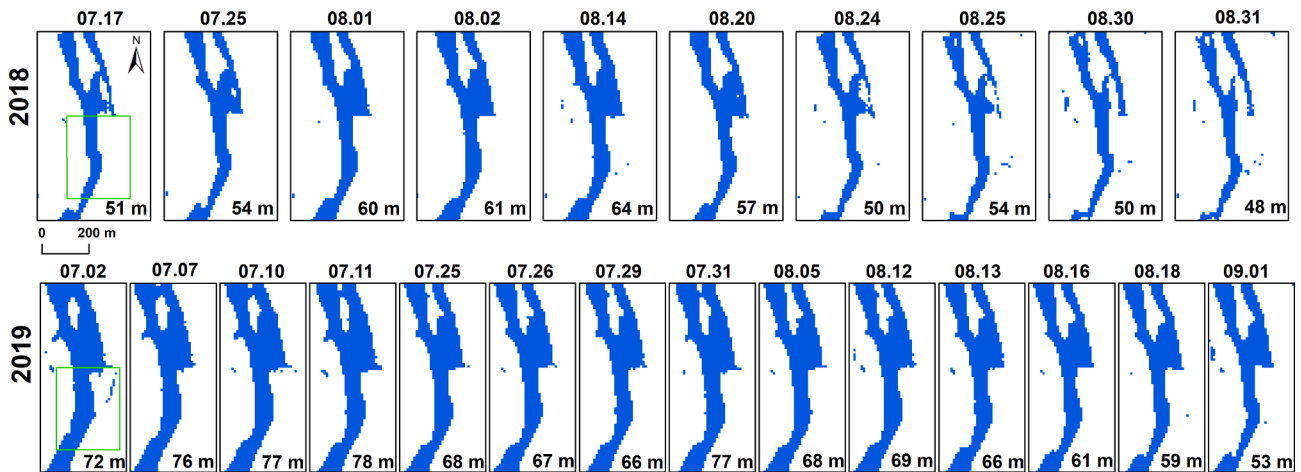 07.17 07.25 08.01 08.02 08.14 08.20 08.24 08.25 08.30 08.31
N
2018
51 m 54 m 60 m 61 m 64 m 57 m 50 m 54 m 50 m 48 m
0 200 m
07.02 07.07 07.10 07.11 07.25 07.26 07.29 07.31 08.05 08.12 08.13 08.16 08.18 09.01
2019
72 m 76 m 77 m 78 m 68 m 67 m 66 m 77 m 68 m 69 m 66 m 61 m 59 m 53 m